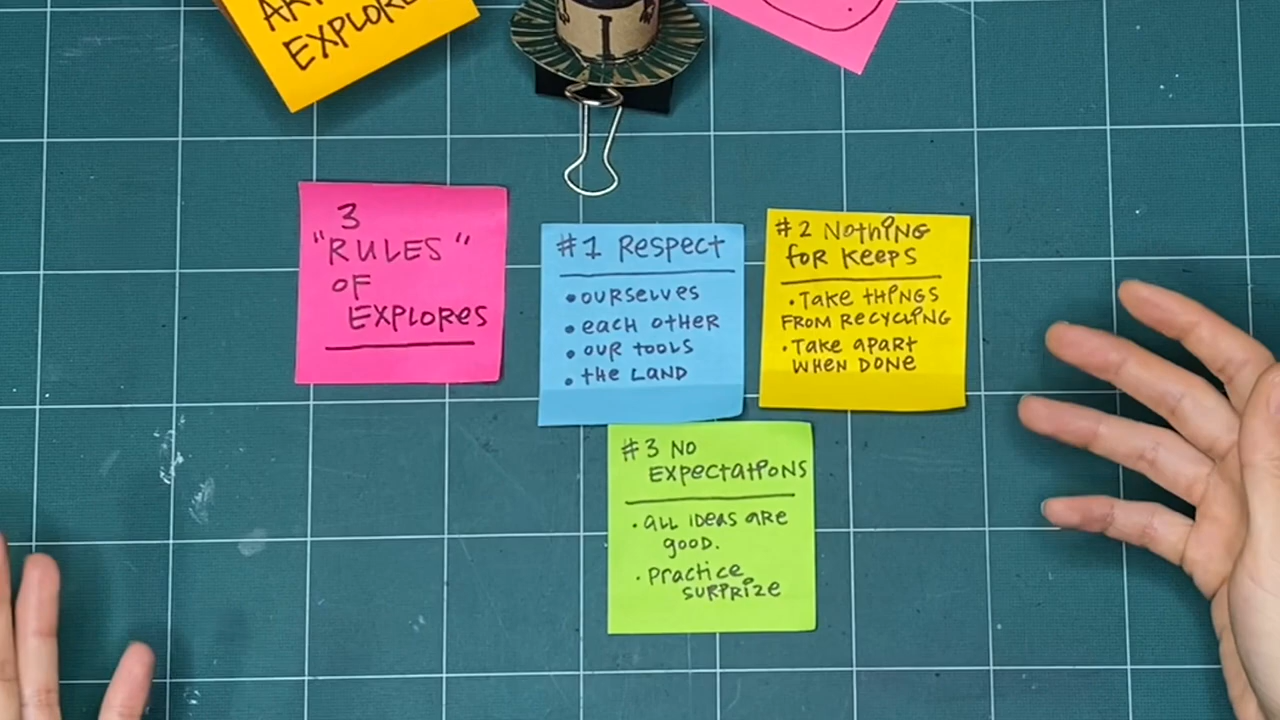 EXPLORE
3
"RULES"
OF
EXPLORES
#1 Respect
• OURSELVES
• each other
• OUR TOOLS
• the LAND
#2 Nothing
for Keeps
• Take things
FROM RECYCLING
• Take apart
WHEN DONE
#3 NO
Expectations
• all ideas are
good.
• Practice
SURPRIZE